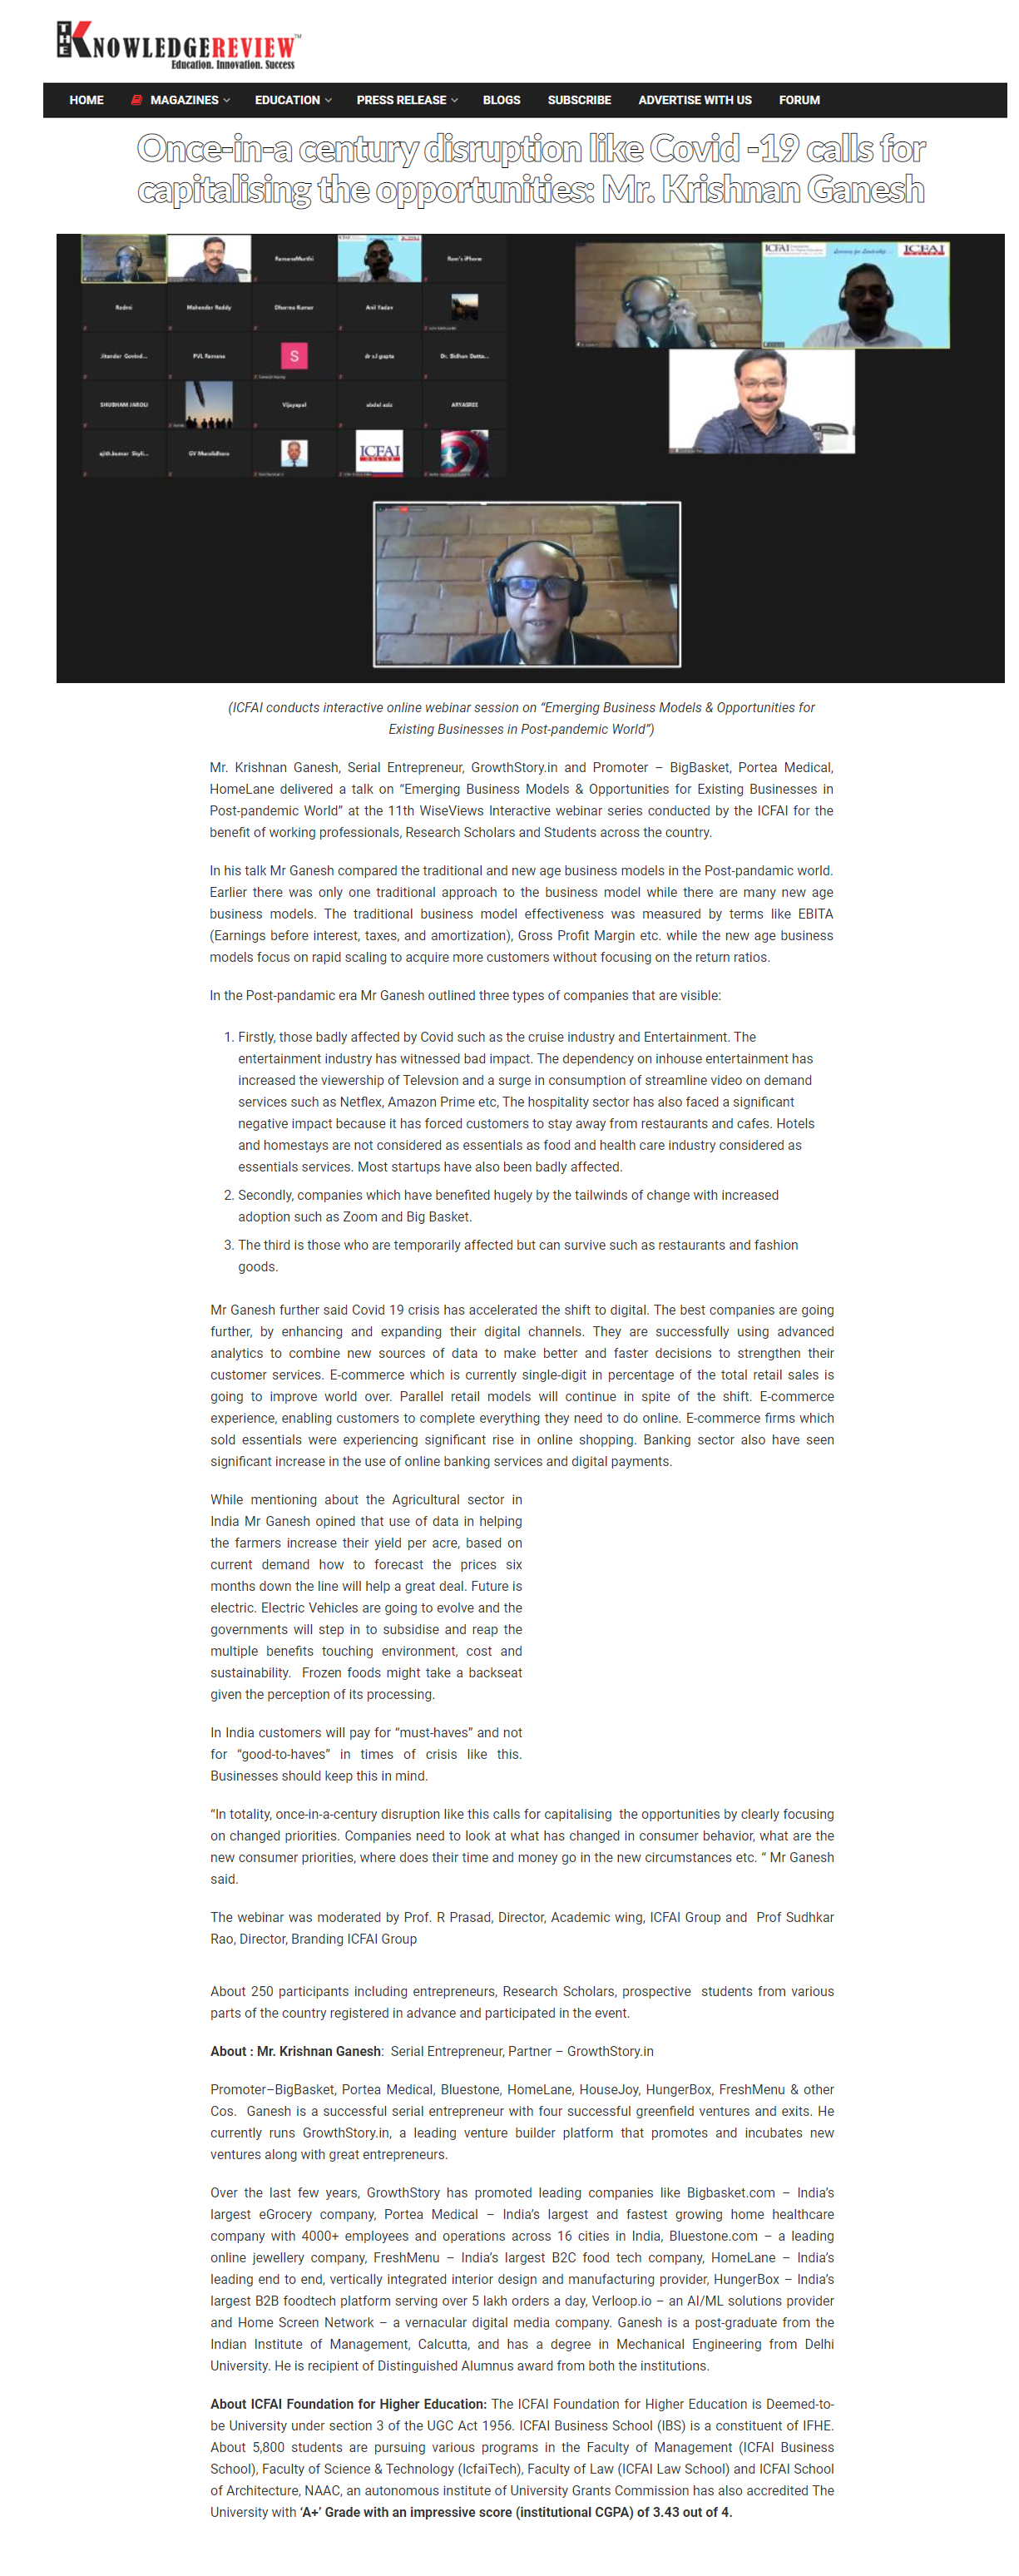 THE KNOWLEDGEREVIEW™
Education. Innovation. Success
HOME MAGAZINES EDUCATION PRESS RELEASE BLOGS SUBSCRIBE ADVERTISE WITH US FORUM
Once-in-a century disruption like Covid -19 calls for
capitalising the opportunities: Mr. Krishnan Ganesh
RamanaMurthi
Ram's iPhone
Redmi
Mahender Reddy
Dharma Kumar
Anil Yadav
Jitender Govind...
PVL Ramana
S
dr s.l gupta
Dr. Bidhan Datta...
SHUBHAM JAROLI
Vijayapal
abdul aziz
ARYASREE
ajith.kumar Siyli...
GV Muralidhara
ICFAI
ICFAI
ICFAI
(ICFAI conducts interactive online webinar session on “Emerging Business Models & Opportunities for
Existing Businesses in Post-pandemic World”)
Mr. Krishnan Ganesh, Serial Entrepreneur, GrowthStory.in and Promoter – BigBasket, Portea Medical,
HomeLane delivered a talk on “Emerging Business Models & Opportunities for Existing Businesses in
Post-pandemic World” at the 11th WiseViews Interactive webinar series conducted by the ICFAI for the
benefit of working professionals, Research Scholars and Students across the country.
In his talk Mr Ganesh compared the traditional and new age business models in the Post-pandamic world.
Earlier there was only one traditional approach to the business model while there are many new age
business models. The traditional business model effectiveness was measured by terms like EBITA
(Earnings before interest, taxes, and amortization), Gross Profit Margin etc. while the new age business
models focus on rapid scaling to acquire more customers without focusing on the return ratios.
In the Post-pandamic era Mr Ganesh outlined three types of companies that are visible:
1. Firstly, those badly affected by Covid such as the cruise industry and Entertainment. The
entertainment industry has witnessed bad impact. The dependency on inhouse entertainment has
increased the viewership of Televsion and a surge in consumption of streamline video on demand
services such as Netflex, Amazon Prime etc, The hospitality sector has also faced a significant
negative impact because it has forced customers to stay away from restaurants and cafes. Hotels
and homestays are not considered as essentials as food and health care industry considered as
essentials services. Most startups have also been badly affected.
2. Secondly, companies which have benefited hugely by the tailwinds of change with increased
adoption such as Zoom and Big Basket.
3. The third is those who are temporarily affected but can survive such as restaurants and fashion
goods.
Mr Ganesh further said Covid 19 crisis has accelerated the shift to digital. The best companies are going
further, by enhancing and expanding their digital channels. They are successfully using advanced
analytics to combine new sources of data to make better and faster decisions to strengthen their
customer services. E-commerce which is currently single-digit in percentage of the total retail sales is
going to improve world over. Parallel retail models will continue in spite of the shift. E-commerce
experience, enabling customers to complete everything they need to do online. E-commerce firms which
sold essentials were experiencing significant rise in online shopping. Banking sector also have seen
significant increase in the use of online banking services and digital payments.
While mentioning about the Agricultural sector in
India Mr Ganesh opined that use of data in helping
the farmers increase their yield per acre, based on
current demand how to forecast the prices six
months down the line will help a great deal. Future is
electric. Electric Vehicles are going to evolve and the
governments will step in to subsidise and reap the
multiple benefits touching environment, cost and
sustainability. Frozen foods might take a backseat
given the perception of its processing.
In India customers will pay for “must-haves” and not
for “good-to-haves” in times of crisis like this.
Businesses should keep this in mind.
“In totality, once-in-a-century disruption like this calls for capitalising the opportunities by clearly focusing
on changed priorities. Companies need to look at what has changed in consumer behavior, what are the
new consumer priorities, where does their time and money go in the new circumstances etc. “ Mr Ganesh
said.
The webinar was moderated by Prof. R Prasad, Director, Academic wing, ICFAI Group and Prof Sudhkar
Rao, Director, Branding ICFAI Group
About 250 participants including entrepreneurs, Research Scholars, prospective students from various
parts of the country registered in advance and participated in the event.
About : Mr. Krishnan Ganesh: Serial Entrepreneur, Partner – GrowthStory.in
Promoter–BigBasket, Portea Medical, Bluestone, HomeLane, HouseJoy, HungerBox, FreshMenu & other
Cos. Ganesh is a successful serial entrepreneur with four successful greenfield ventures and exits. He
currently runs GrowthStory.in, a leading venture builder platform that promotes and incubates new
ventures along with great entrepreneurs.
Over the last few years, GrowthStory has promoted leading companies like Bigbasket.com – India’s
largest eGrocery company, Portea Medical – India’s largest and fastest growing home healthcare
company with 4000+ employees and operations across 16 cities in India, Bluestone.com – a leading
online jewellery company, FreshMenu – India’s largest B2C food tech company, HomeLane – India’s
leading end to end, vertically integrated interior design and manufacturing provider, HungerBox – India’s
largest B2B foodtech platform serving over 5 lakh orders a day, Verloop.io – an AI/ML solutions provider
and Home Screen Network – a vernacular digital media company. Ganesh is a post-graduate from the
Indian Institute of Management, Calcutta, and has a degree in Mechanical Engineering from Delhi
University. He is recipient of Distinguished Alumnus award from both the institutions.
About ICFAI Foundation for Higher Education: The ICFAI Foundation for Higher Education is Deemed-to-
be University under section 3 of the UGC Act 1956. ICFAI Business School (IBS) is a constituent of IFHE.
About 5,800 students are pursuing various programs in the Faculty of Management (ICFAI Business
School), Faculty of Science & Technology (IcfaiTech), Faculty of Law (ICFAI Law School) and ICFAI School
of Architecture, NAAC, an autonomous institute of University Grants Commission has also accredited The
University with ‘A+’ Grade with an impressive score (institutional CGPA) of 3.43 out of 4.